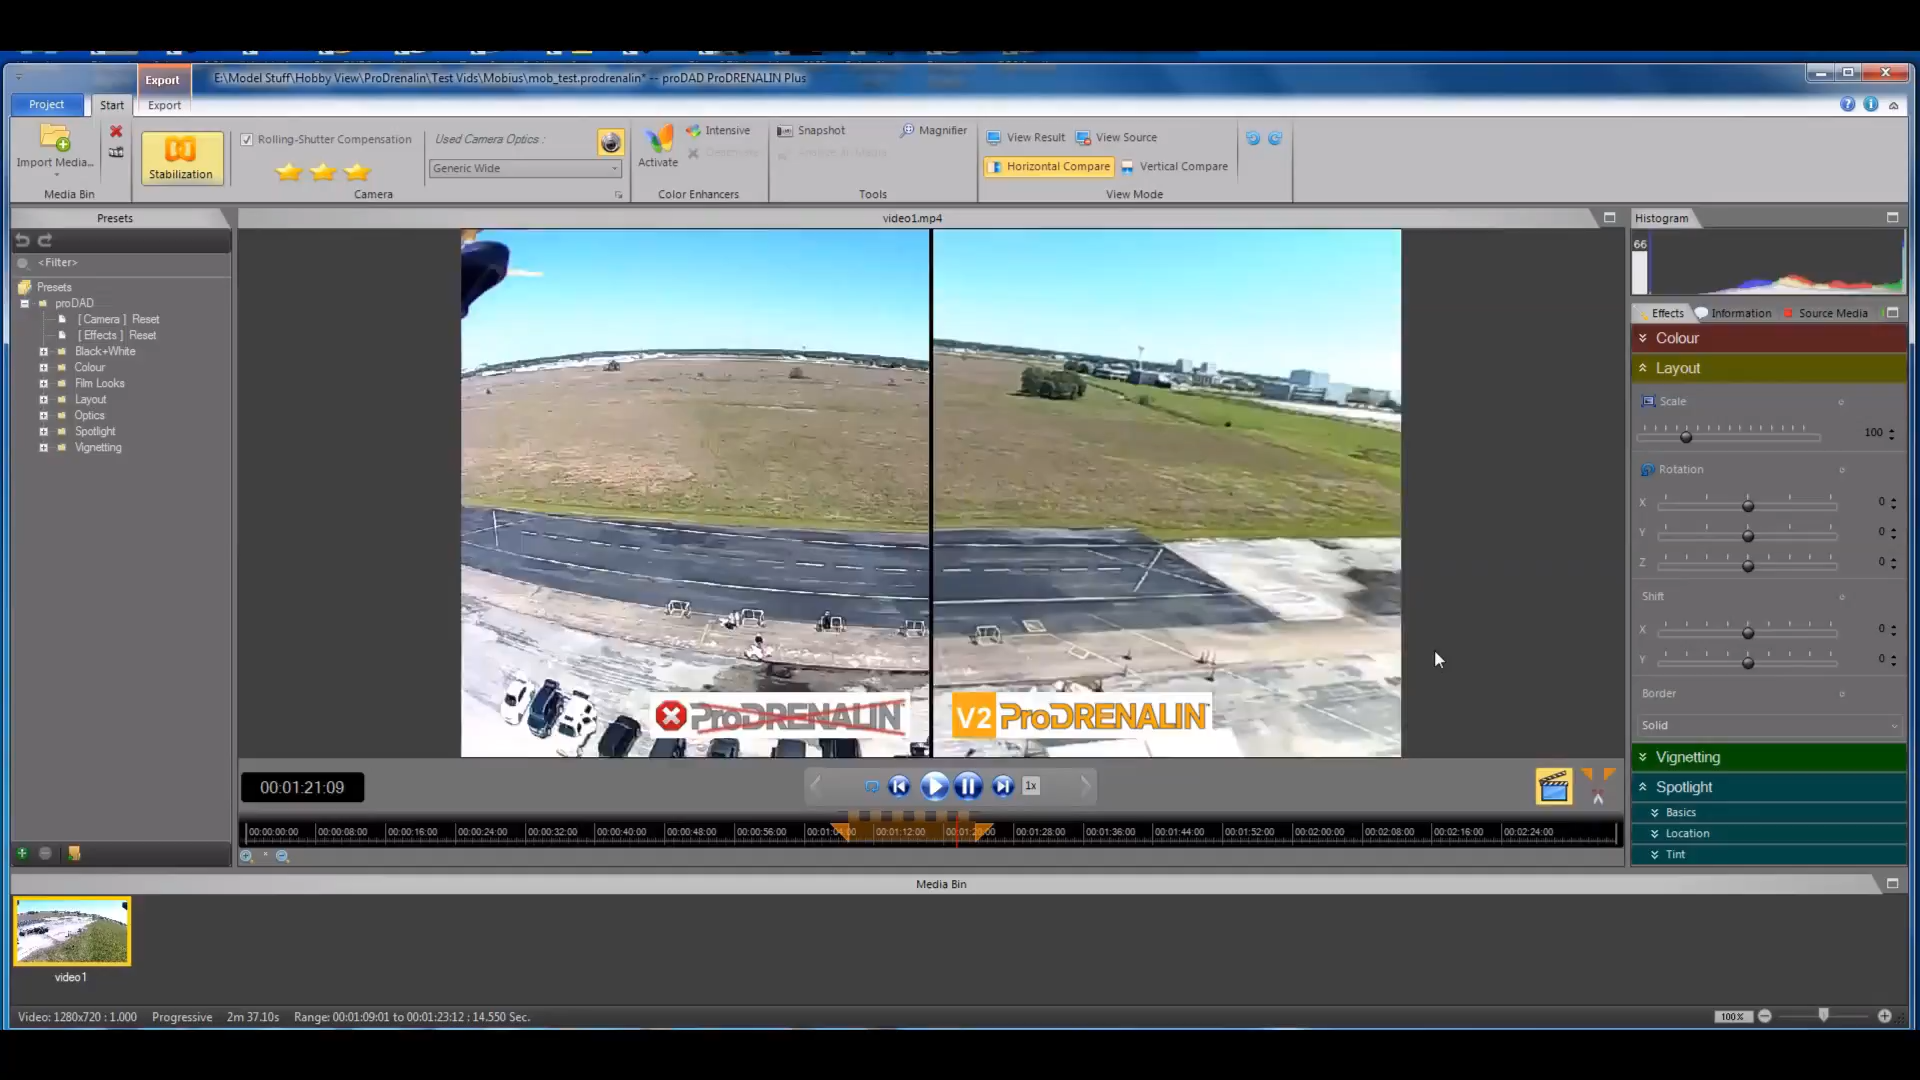 Export
E:\Model Stuff\Hobby View\ProDrenalin\Test Vids\Mobius\mob_test.prodrenalin* -- proDAD ProDRENALIN Plus
Project
Start
Export
Import Media...
Media Bin
Stabilization
Rolling-Shutter Compensation
Used Camera Optics :
Generic Wide
Camera
Activate
Intensive
Color Enhancers
Snapshot
Magnifier
Tools
View Result
View Source
Horizontal Compare
Vertical Compare
View Mode
Presets
video1.mp4
Histogram
<Filter>
66
Presets
proDAD
[ Camera ] Reset
[ Effects ] Reset
Black+White
Colour
Film Looks
Layout
Optics
Spotlight
Vignetting
Effects
Information
Source Media
Colour
Layout
Scale
100
Rotation
X
0
Y
0
Z
0
Shift
X
0
Y
0
Border
Solid
Vignetting
Spotlight
Basics
Location
Tint
ProDRENALIN
V2 ProDRENALIN
00:01:21:09
1x
00:00:00:00
00:00:08:00
00:00:16:00
00:00:24:00
00:00:32:00
00:00:40:00
00:00:48:00
00:00:56:00
00:01:12:00
00:01:28:00
00:01:36:00
00:01:44:00
00:01:52:00
00:02:00:00
00:02:08:00
00:02:16:00
00:02:24:00
Media Bin
video1
Video: 1280x720 : 1.000
Progressive
2m 37.10s
Range: 00:01:09:01 to 00:01:23:12 : 14.550 Sec.
100%